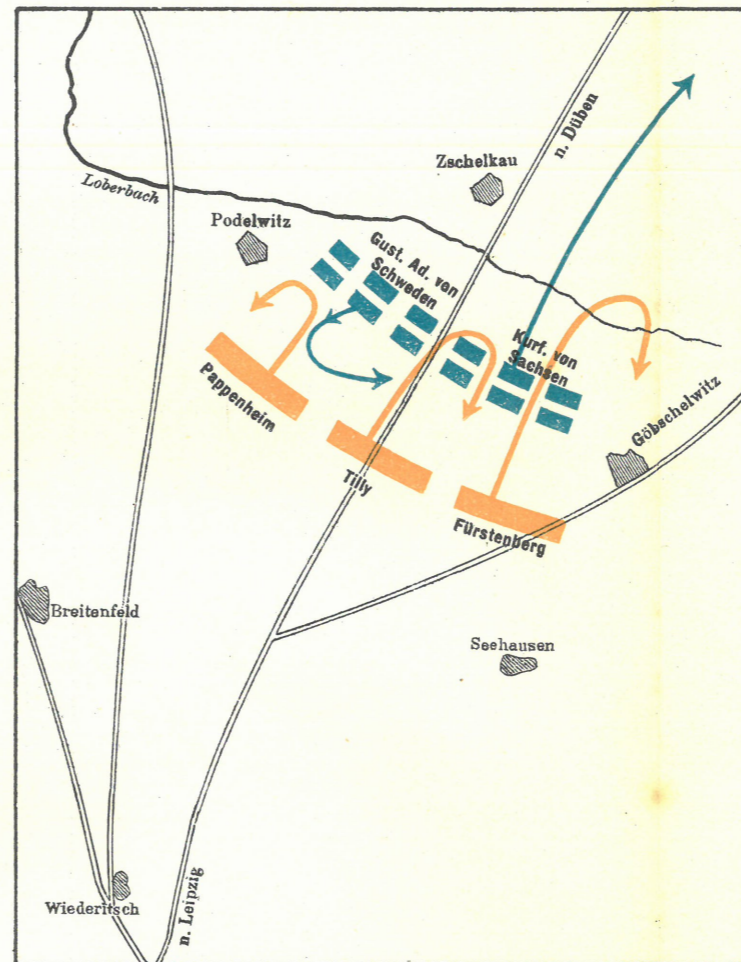 n. Düben
Zschelkau
Loberbach
Podelwitz
Gust. Ad. von
Schweden
Kurf. von
Sachsen
Pappenheim
Göbschelwitz
Tilly
Fürstenberg
Breitenfeld
Seehausen
n. Leipzig
Wiederitsch